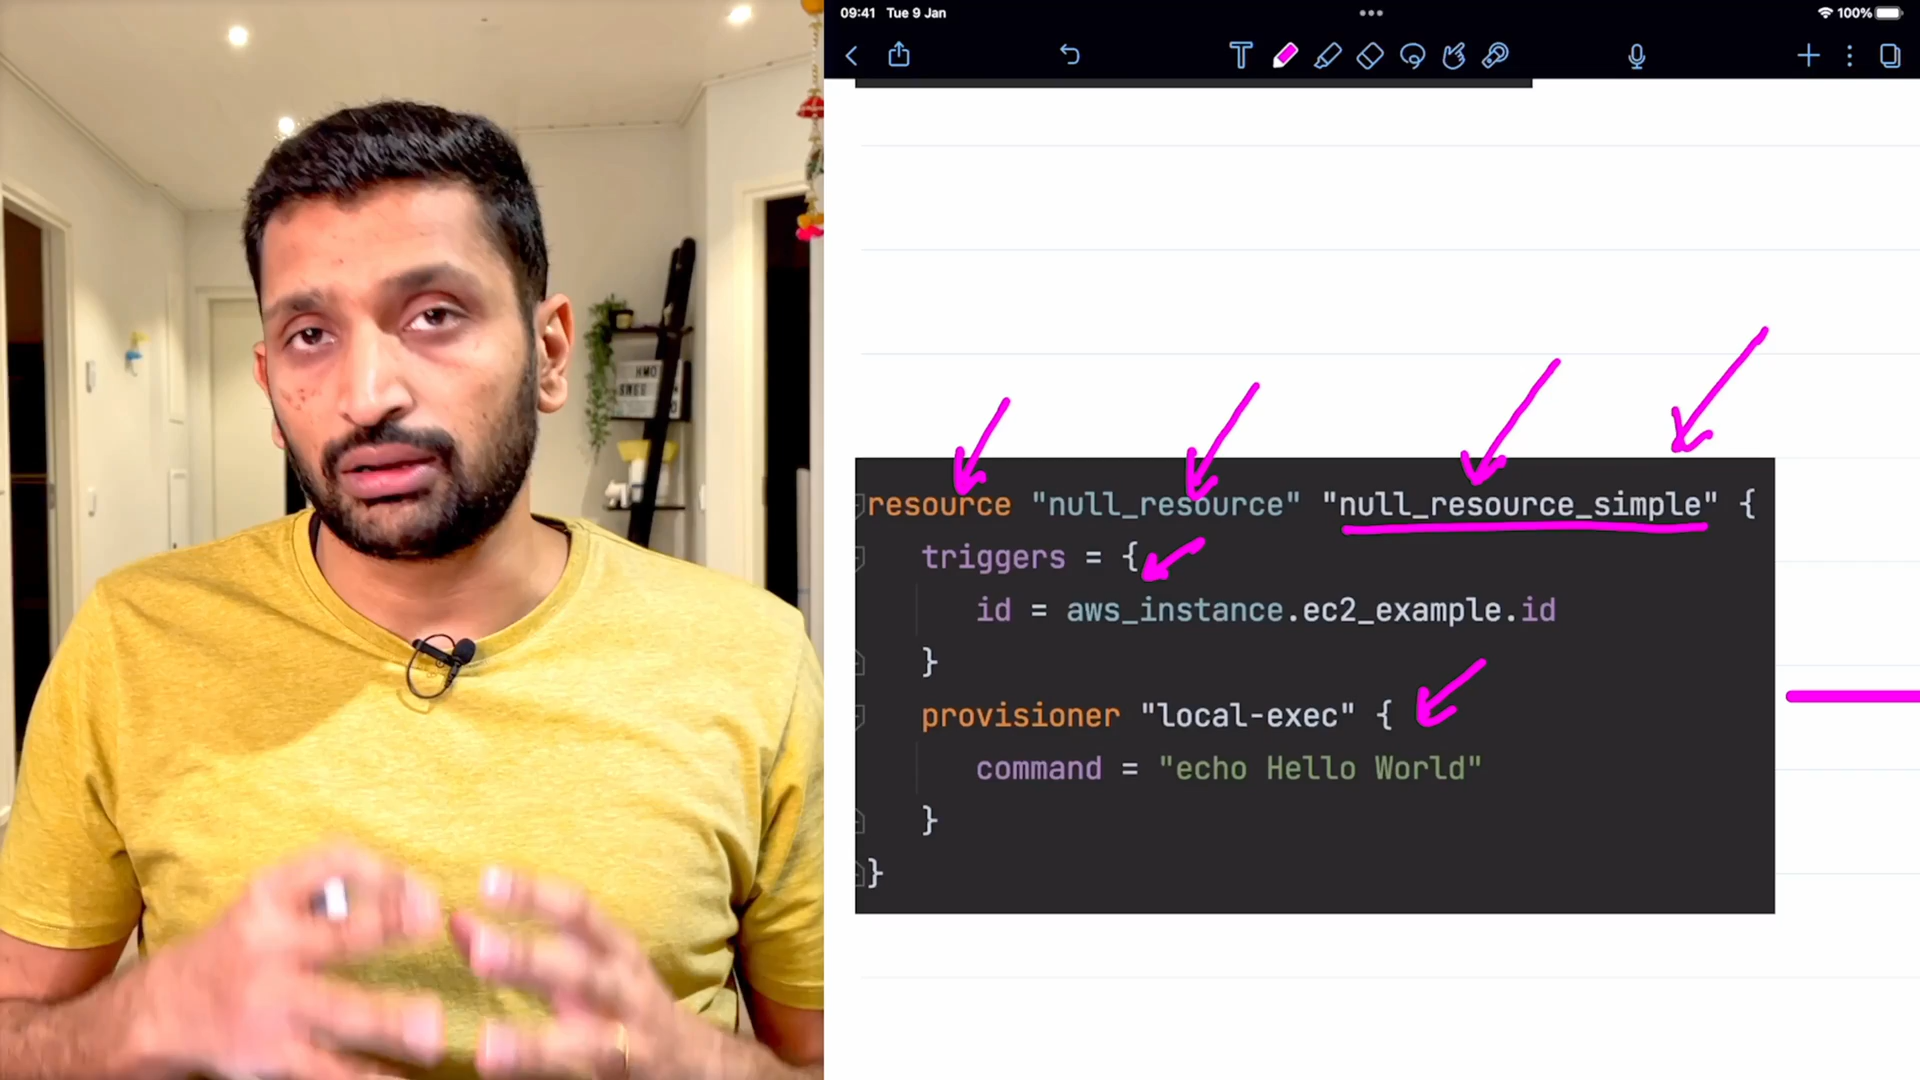 09:41 Tue 9 Jan
100%
resource "null_resource" "null_resource_simple" {
triggers = {
id = aws_instance.ec2_example.id
}
provisioner "local-exec" {
command = "echo Hello World"
}
}